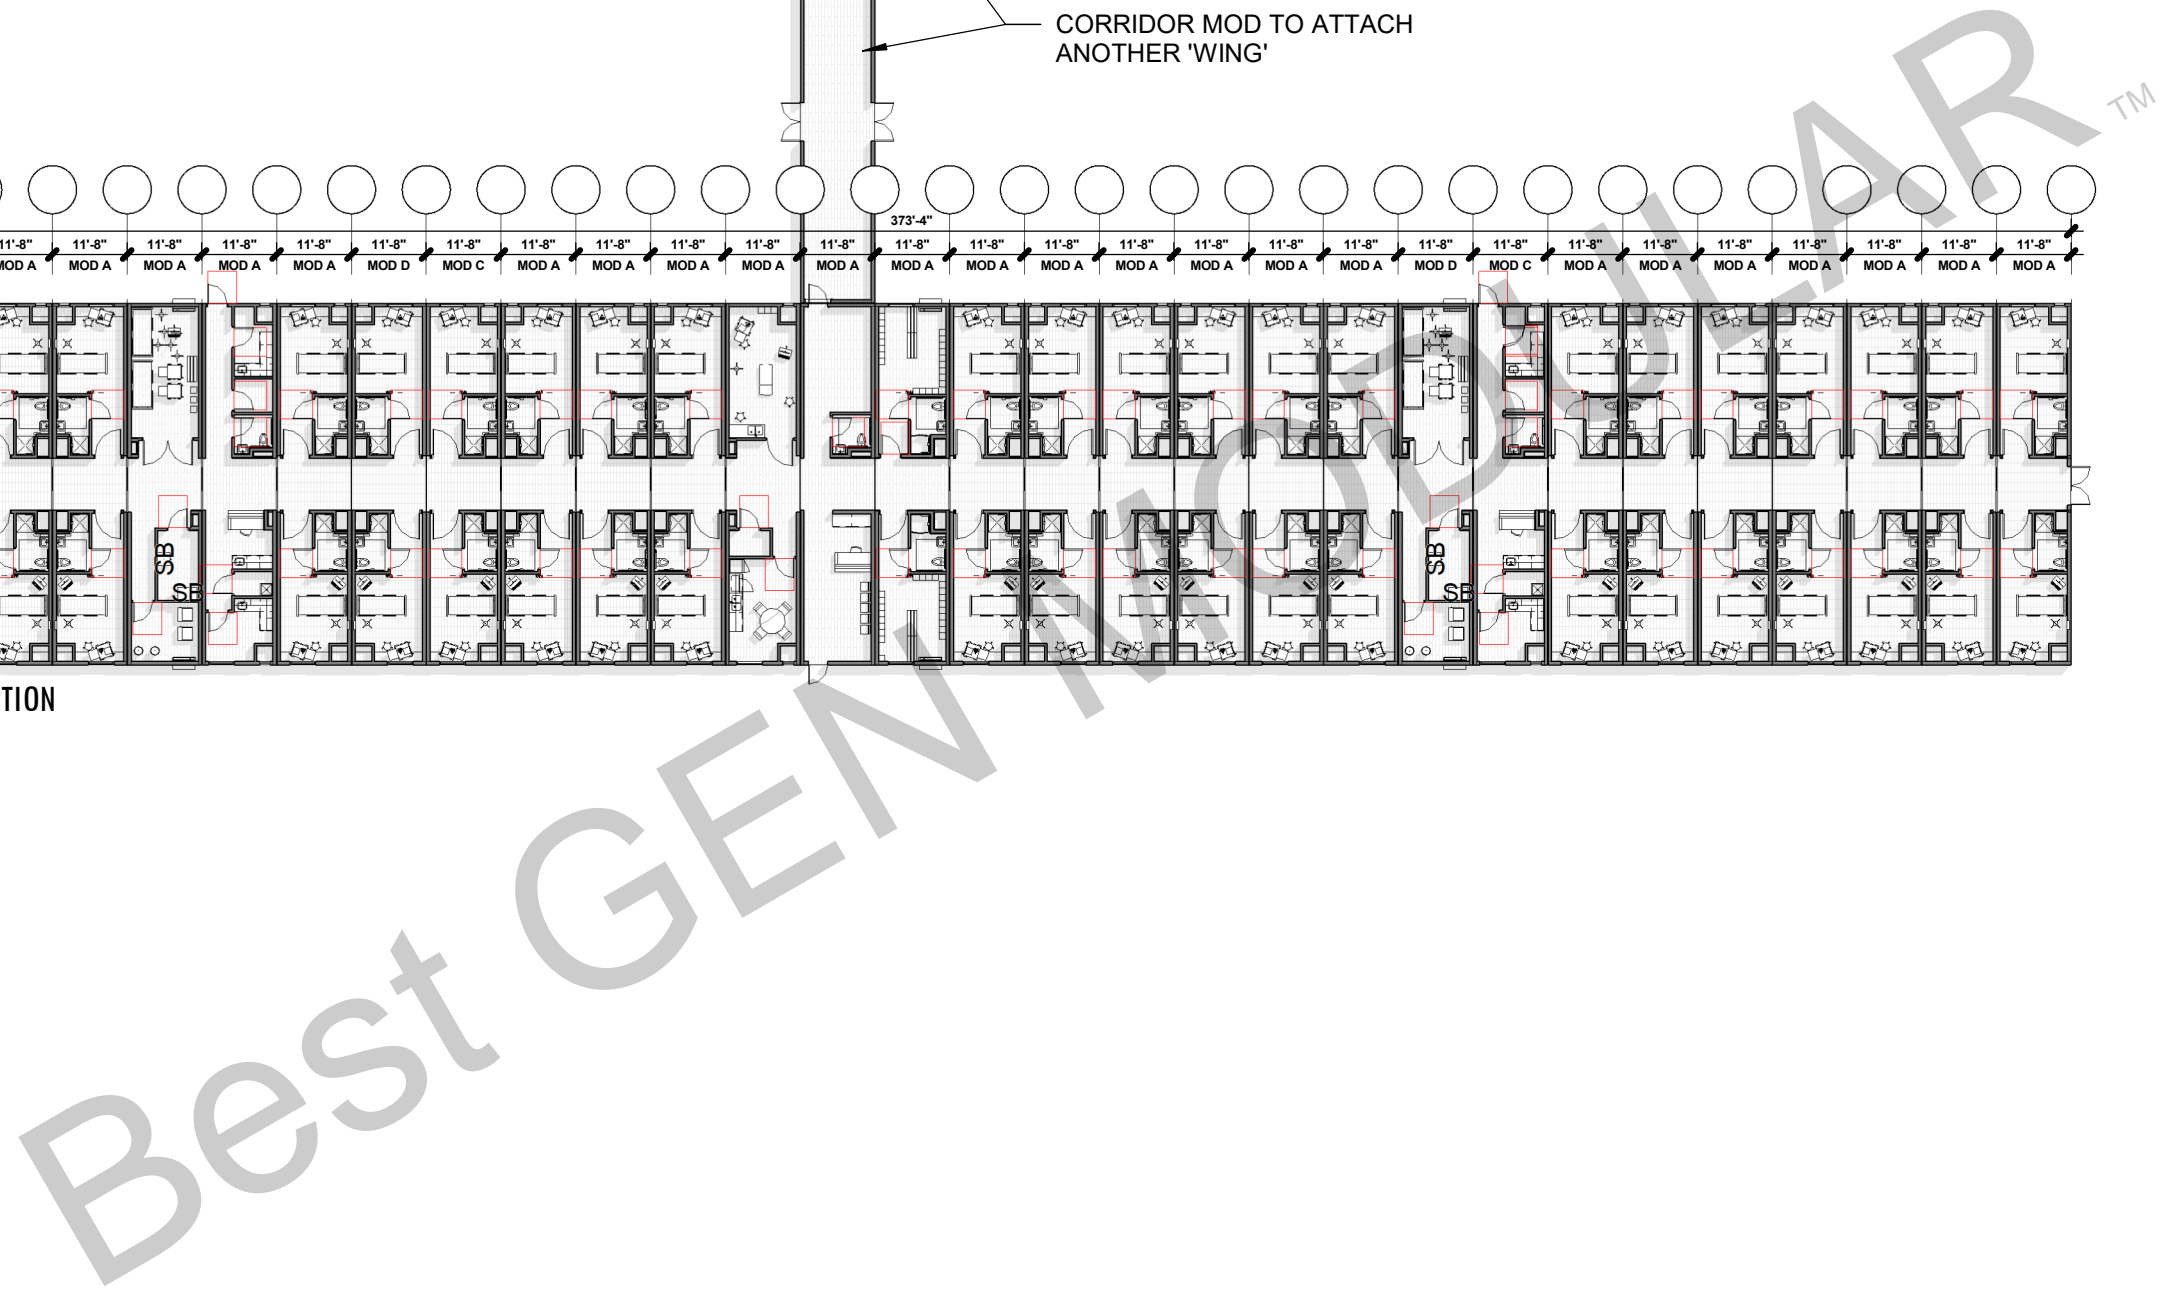 CORRIDOR MOD TO ATTACH
ANOTHER 'WING'
TM
373'-4"
11'-8" 11'-8" 11'-8" 11'-8" 11'-8" 11'-8" 11'-8" 11'-8" 11'-8" 11'-8" 11'-8" 11'-8" 11'-8" 11'-8" 11'-8" 11'-8" 11'-8" 11'-8" 11'-8" 11'-8" 11'-8" 11'-8" 11'-8" 11'-8" 11'-8" 11'-8" 11'-8" 11'-8"
MOD A MOD A MOD A MOD A MOD A MOD D MOD C MOD A MOD A MOD A MOD A MOD A MOD A MOD A MOD A MOD A MOD A MOD A MOD A MOD D MOD C MOD A MOD A MOD A MOD A MOD A MOD A MOD A
SB
SB
SB
SB
TION
Best GEN MODULAR